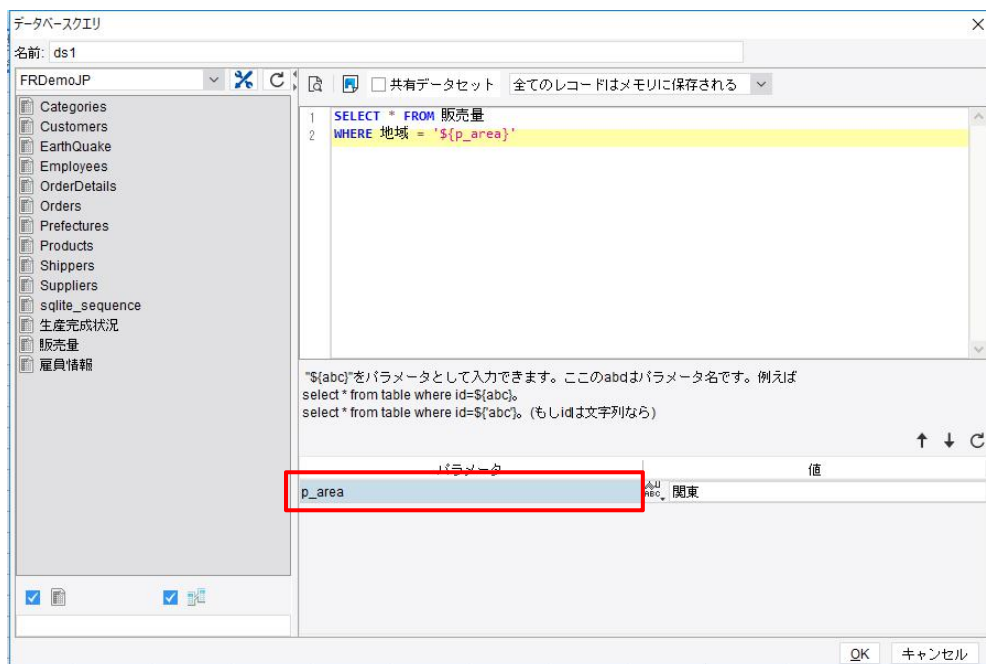 データベースクエリ
名前: ds1
FRDemoJP
共有データセット 全てのレコードはメモリに保存される
Categories
Customers
EarthQuake
Employees
OrderDetails
Orders
Prefectures
Products
Shippers
Suppliers
sqlite_sequence
生産完成状況
販売量
雇員情報
1 SELECT * FROM 販売量
2 WHERE 地域 = '${p_area}'
"${abc}"をパラメータとして入力できます。ここのabdはパラメータ名です。例えば
select * from table where id=${abc}。
select * from table where id=${'abc'}。(もしidは文字列なら)
パラメータ 値
p_area ABC 関東
OK キャンセル